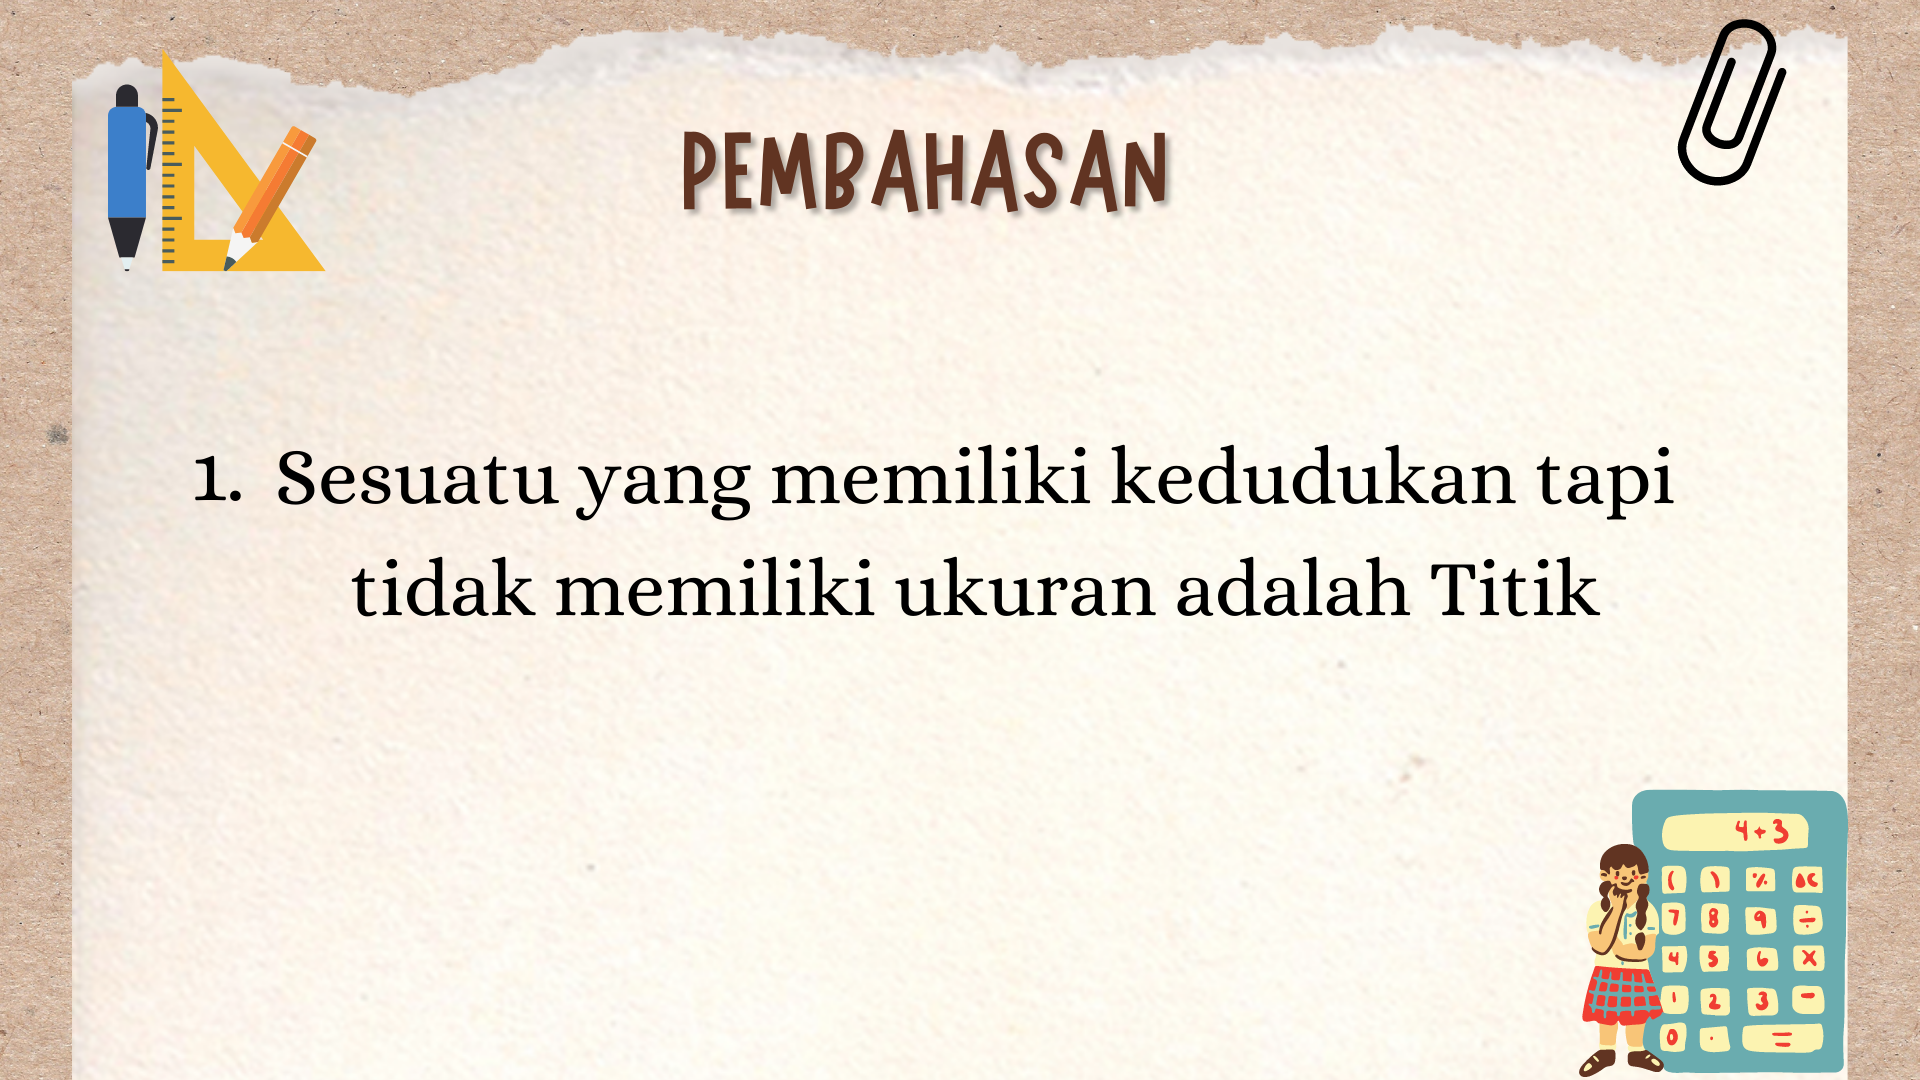 PEMBAHASAN
1. Sesuatu yang memiliki kedudukan tapi
tidak memiliki ukuran adalah Titik
4+3
( ) % AC
7 8 9 ÷
4 5 6 X
1 2 3 -
0 . =